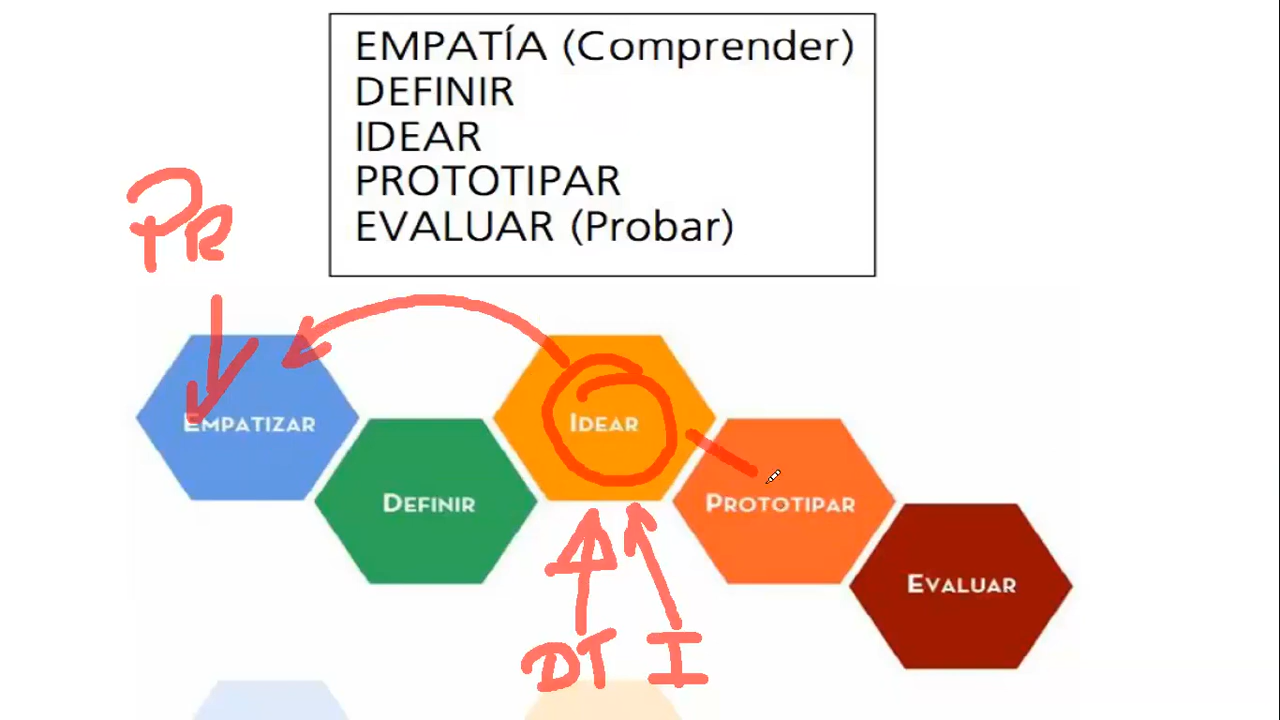 EMPATÍA (Comprender)
DEFINIR
IDEAR
PROTOTIPAR
EVALUAR (Probar)
PR
EMPATIZAR
IDEAR
DEFINIR
PROTOTIPAR
EVALUAR
DT I